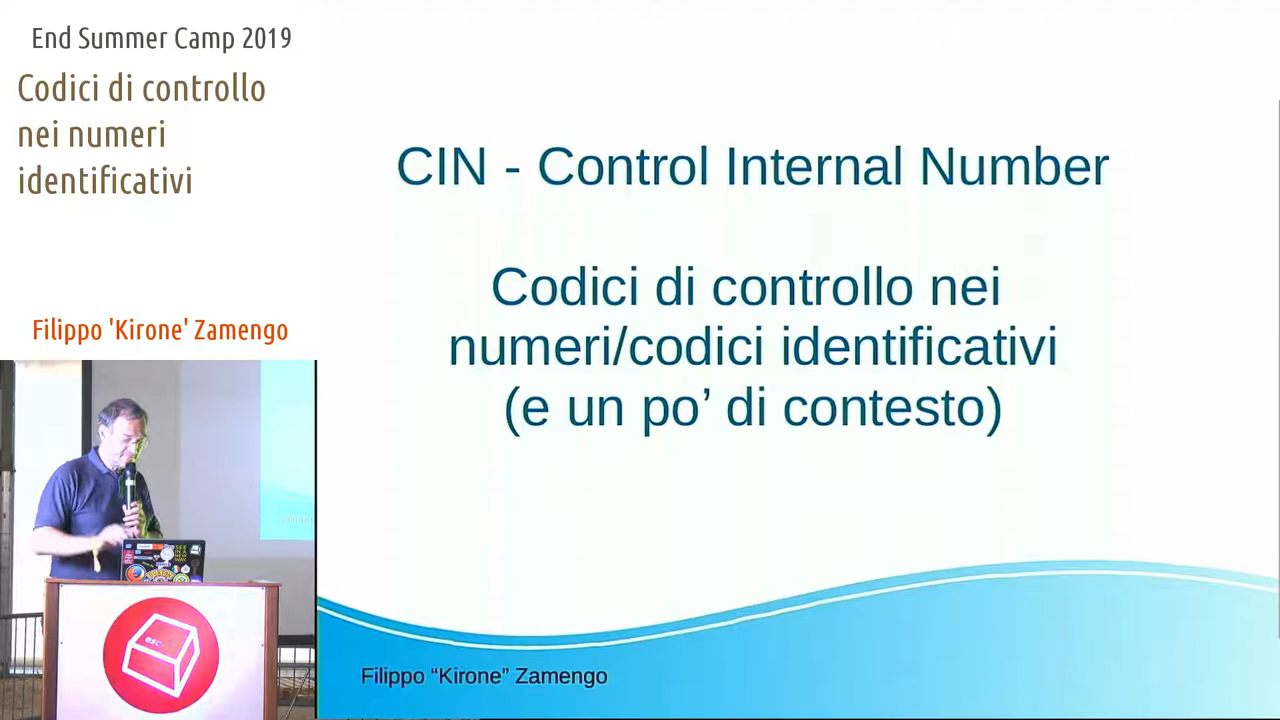 End Summer Camp 2019
Codici di controllo
nei numeri
identificativi
Filippo 'Kirone' Zamengo
CIN - Control Internal Number
Codici di controllo nei
numeri/codici identificativi
(e un po’ di contesto)
Filippo “Kirone” Zamengo
esc